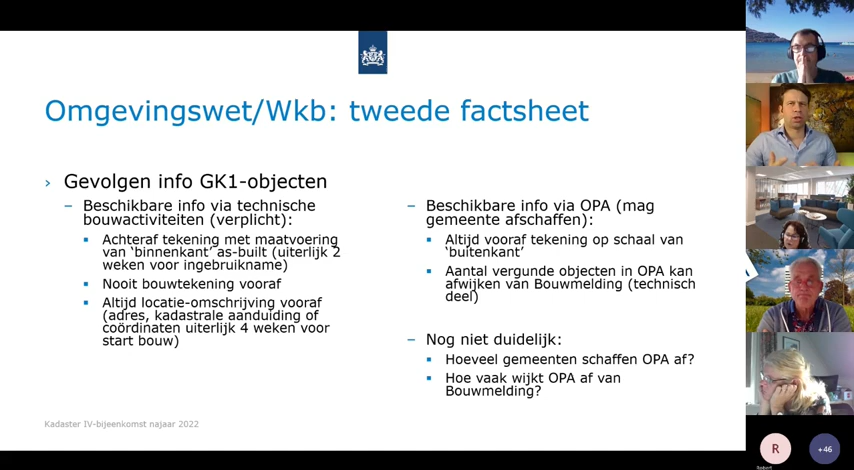 Omgevingswet/Wkb: tweede factsheet
› Gevolgen info GK1-objecten
– Beschikbare info via technische
bouwactiviteiten (verplicht):
▪ Achteraf tekening met maatvoering
van ‘binnenkant’ as-built (uiterlijk 2
weken voor ingebruikname)
▪ Nooit bouwtekening vooraf
▪ Altijd locatie-omschrijving vooraf
(adres, kadastrale aanduiding of
coördinaten uiterlijk 4 weken voor
start bouw)
– Beschikbare info via OPA (mag
gemeente afschaffen):
▪ Altijd vooraf tekening op schaal van
‘buitenkant’
▪ Aantal vergunde objecten in OPA kan
afwijken van Bouwmelding (technisch
deel)
– Nog niet duidelijk:
▪ Hoeveel gemeenten schaffen OPA af?
▪ Hoe vaak wijkt OPA af van
Bouwmelding?
Kadaster IV-bijeenkomst najaar 2022
R
+46
Robert